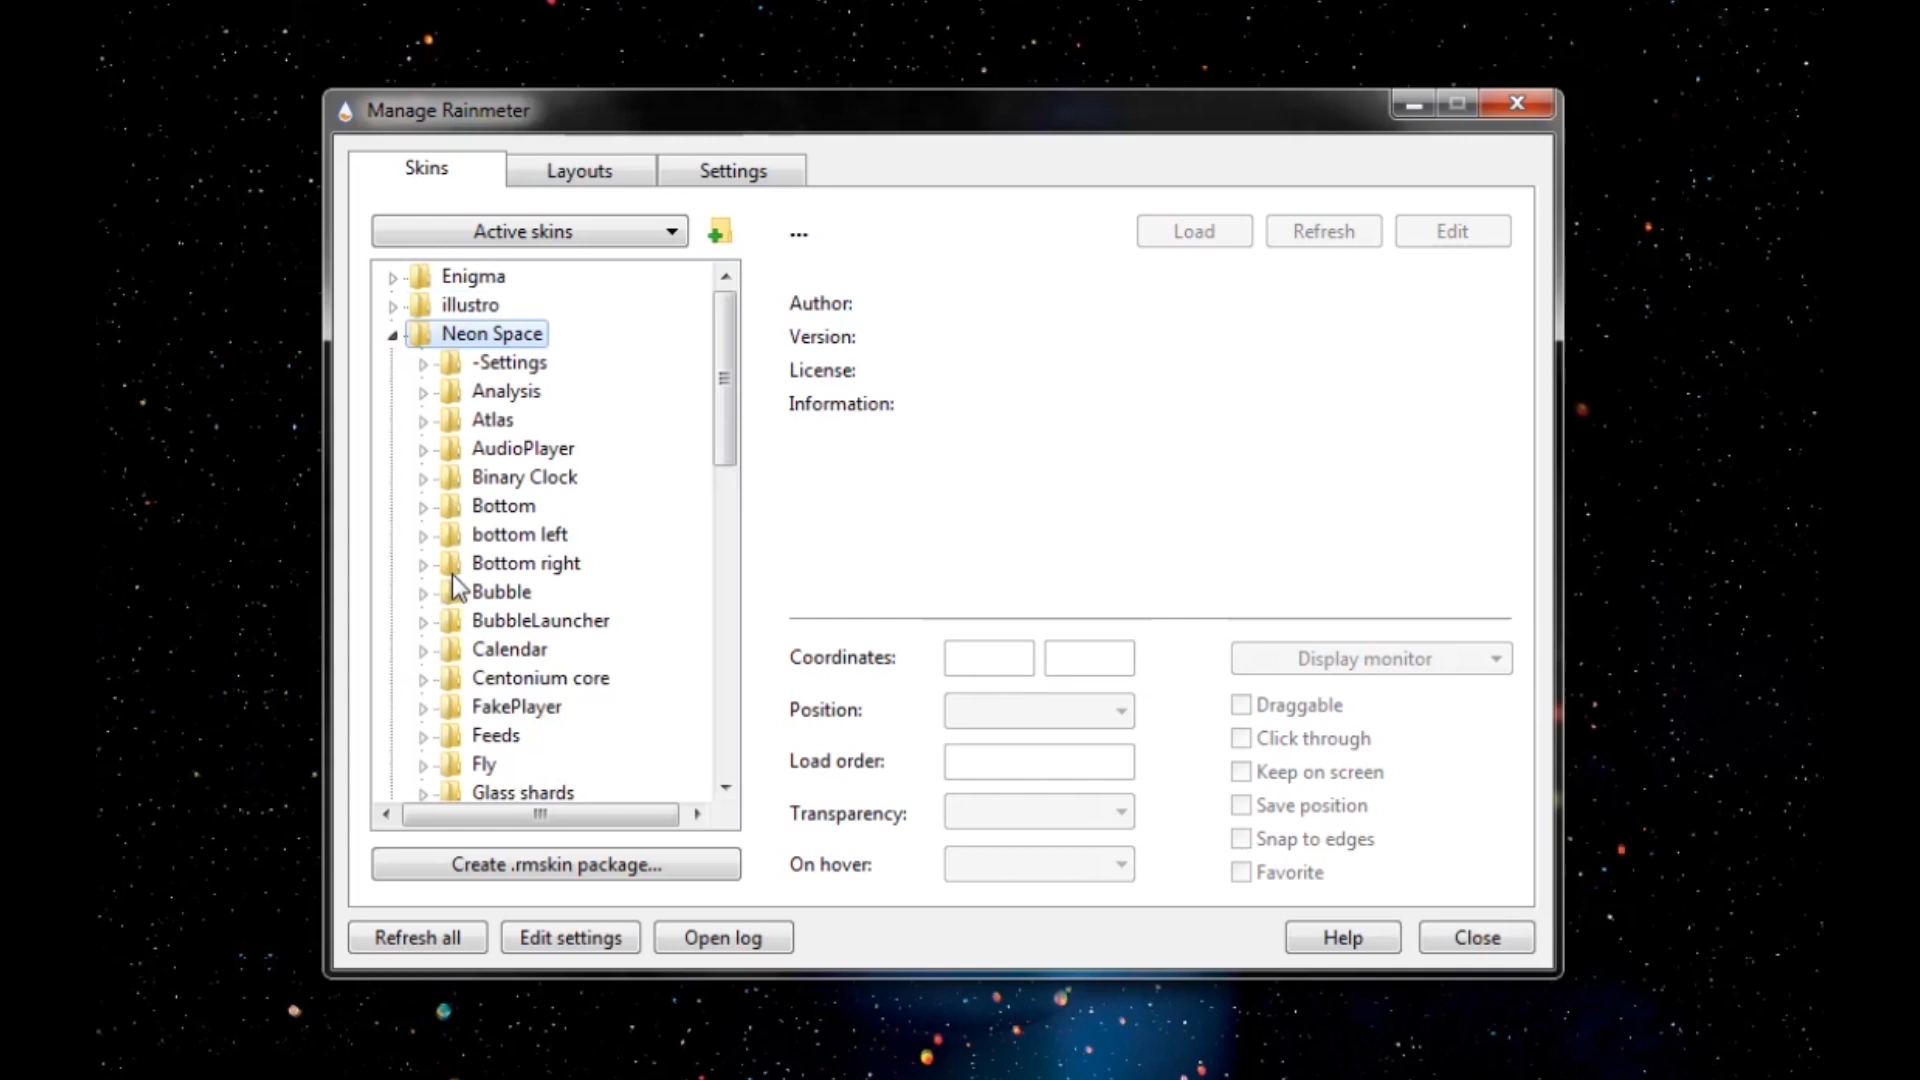 Manage Rainmeter
Skins
Layouts
Settings
Active skins
...
Load
Refresh
Edit
Enigma
illustro
Neon Space
-Settings
Analysis
Atlas
AudioPlayer
Binary Clock
Bottom
bottom left
Bottom right
Bubble
BubbleLauncher
Calendar
Centonium core
FakePlayer
Feeds
Fly
Glass shards
Create .rmskin package...
Author:
Version:
License:
Information:
Coordinates:
Display monitor
Position:
Load order:
Transparency:
On hover:
Draggable
Click through
Keep on screen
Save position
Snap to edges
Favorite
Refresh all
Edit settings
Open log
Help
Close